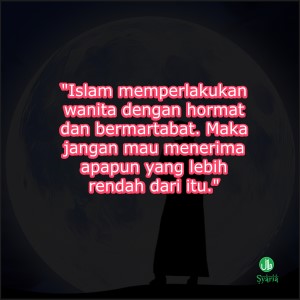 "Islam memperlakukan
wanita dengan hormat
dan bermartabat. Maka
jangan mau menerima
apapun yang lebih
rendah dari itu."
Syaria